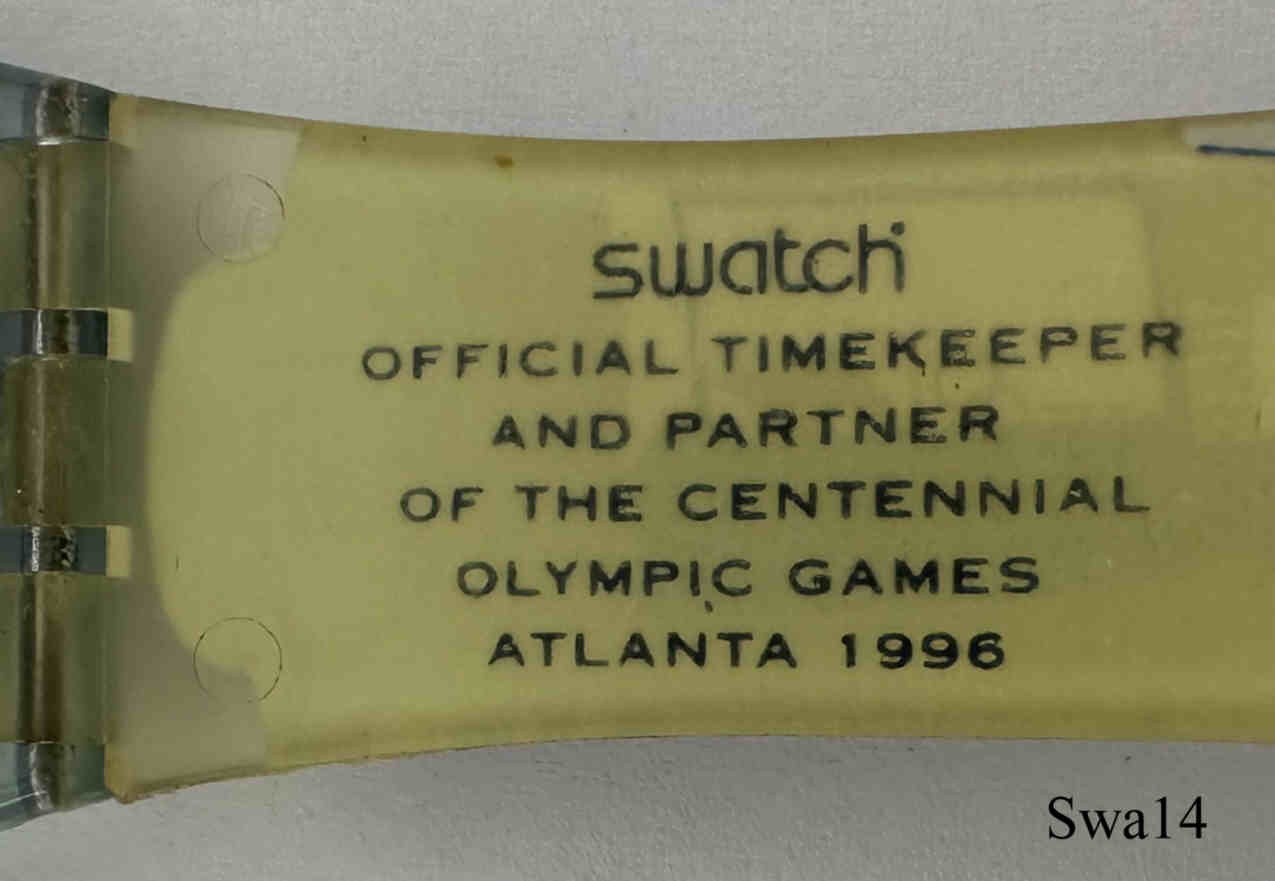 swatch
OFFICIAL TIMEKEEPER
AND PARTNER
OF THE CENTENNIAL
OLYMPIC GAMES
ATLANTA 1996
Swa14